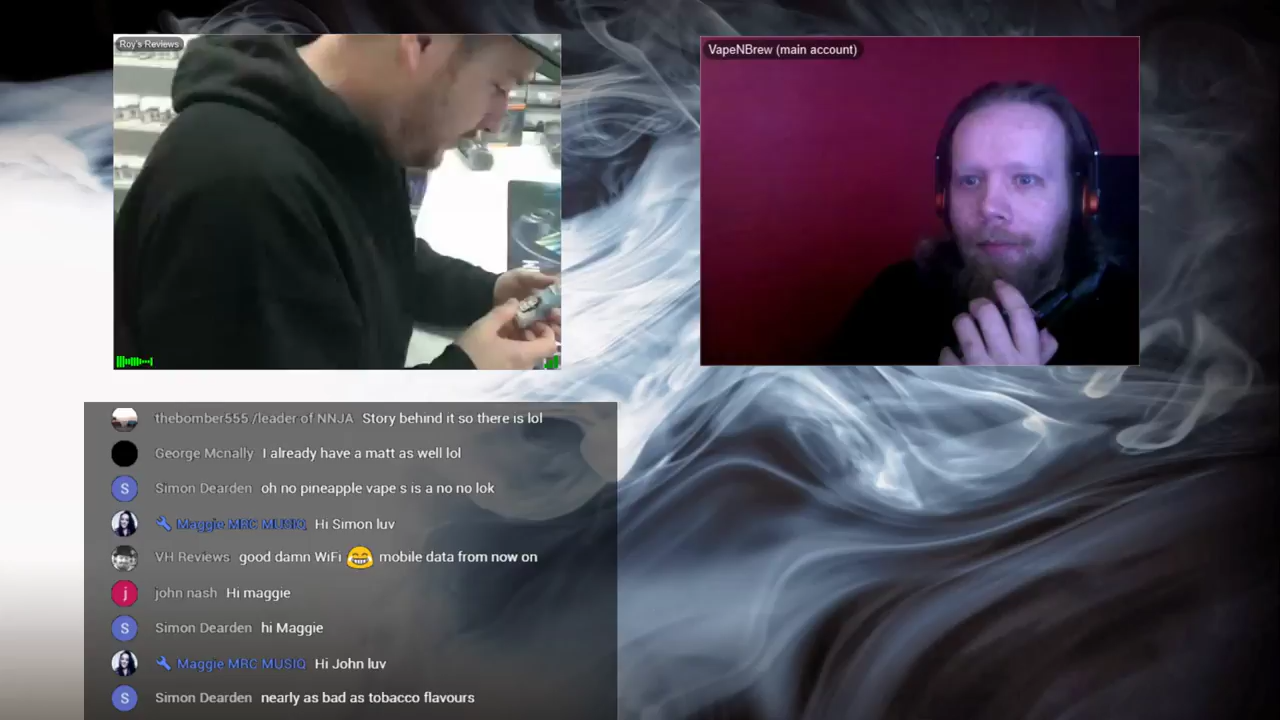 Roy's Reviews
VapeNBrew (main account)
thebomber555 /leader of NNJA Story behind it so there is lol
George Mcnally I already have a matt as well lol
S Simon Dearden oh no pineapple vape s is a no no lok
Maggie MRC MUSIQ Hi Simon luv
VH Reviews good damn WiFi 😂 mobile data from now on
j john nash Hi maggie
S Simon Dearden hi Maggie
Maggie MRC MUSIQ Hi John luv
S Simon Dearden nearly as bad as tobacco flavours